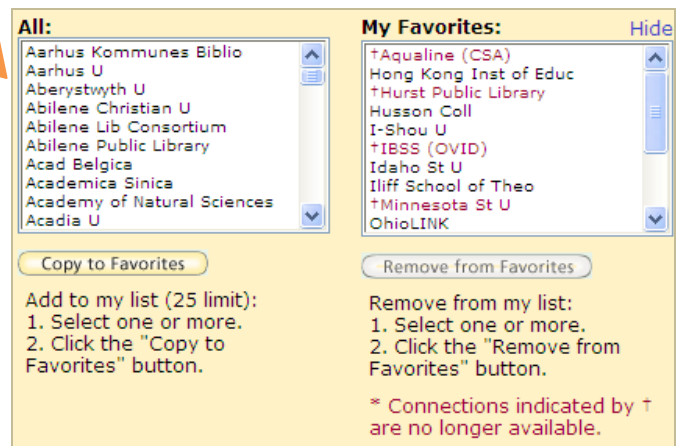 All:
Aarhus Kommunes Biblio
Aarhus U
Aberystwyth U
Abilene Christian U
Abilene Lib Consortium
Abilene Public Library
Acad Belgica
Academica Sinica
Academy of Natural Sciences
Acadia U
Copy to Favorites
Add to my list (25 limit):
1. Select one or more.
2. Click the "Copy to
Favorites" button.
My Favorites:
Hide
†Aqualine (CSA)
Hong Kong Inst of Educ
†Hurst Public Library
Husson Coll
I-Shou U
†IBSS (OVID)
Idaho St U
Iliff School of Theo
†Minnesota St U
OhioLINK
Remove from Favorites
Remove from my list:
1. Select one or more.
2. Click the "Remove from
Favorites" button.
* Connections indicated by †
are no longer available.